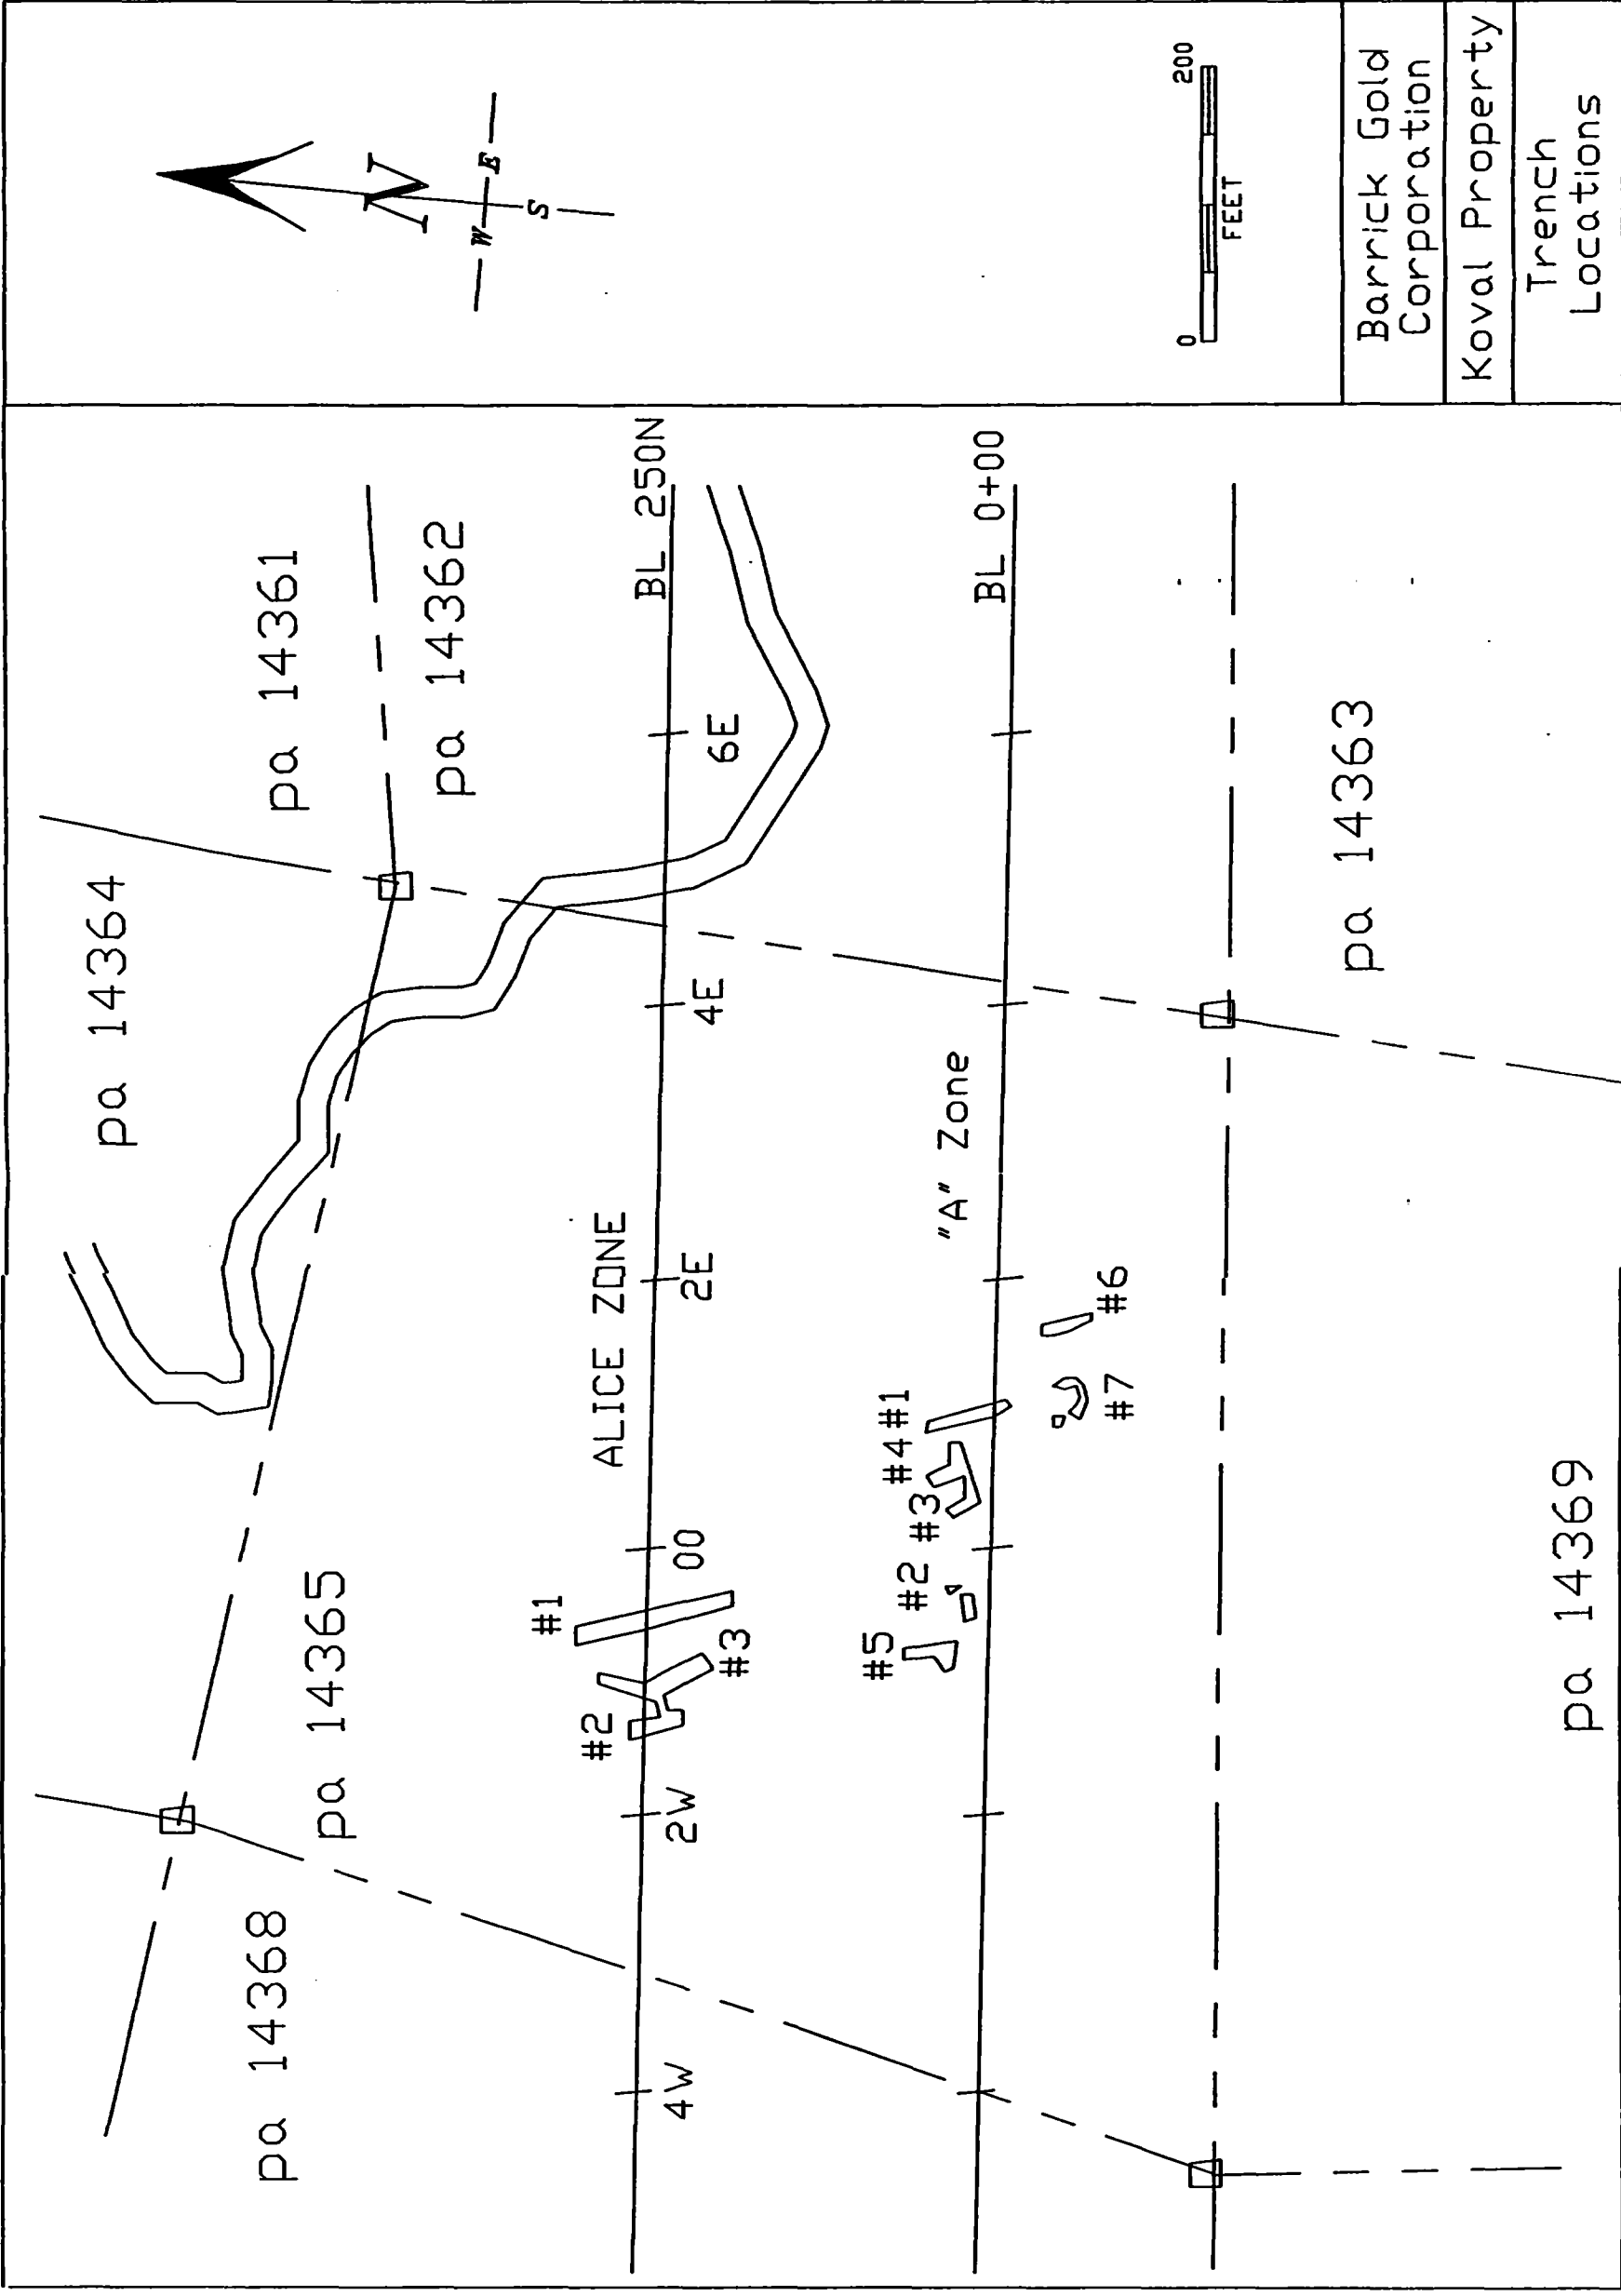 pa 14368
pa 14365
pa 14364
pa 14361
pa 14362
ALICE ZONE
BL 250N
#2
#1
#3
4W
2W
00
2E
4E
6E
"A" Zone
BL 0+00
#5
#2
#3
#4
#1
#7
#6
pa 14369
pa 14363
N
W
E
S
0
200
FEET
Barrick Gold
Corporation
Koval Property
Trench
Locations